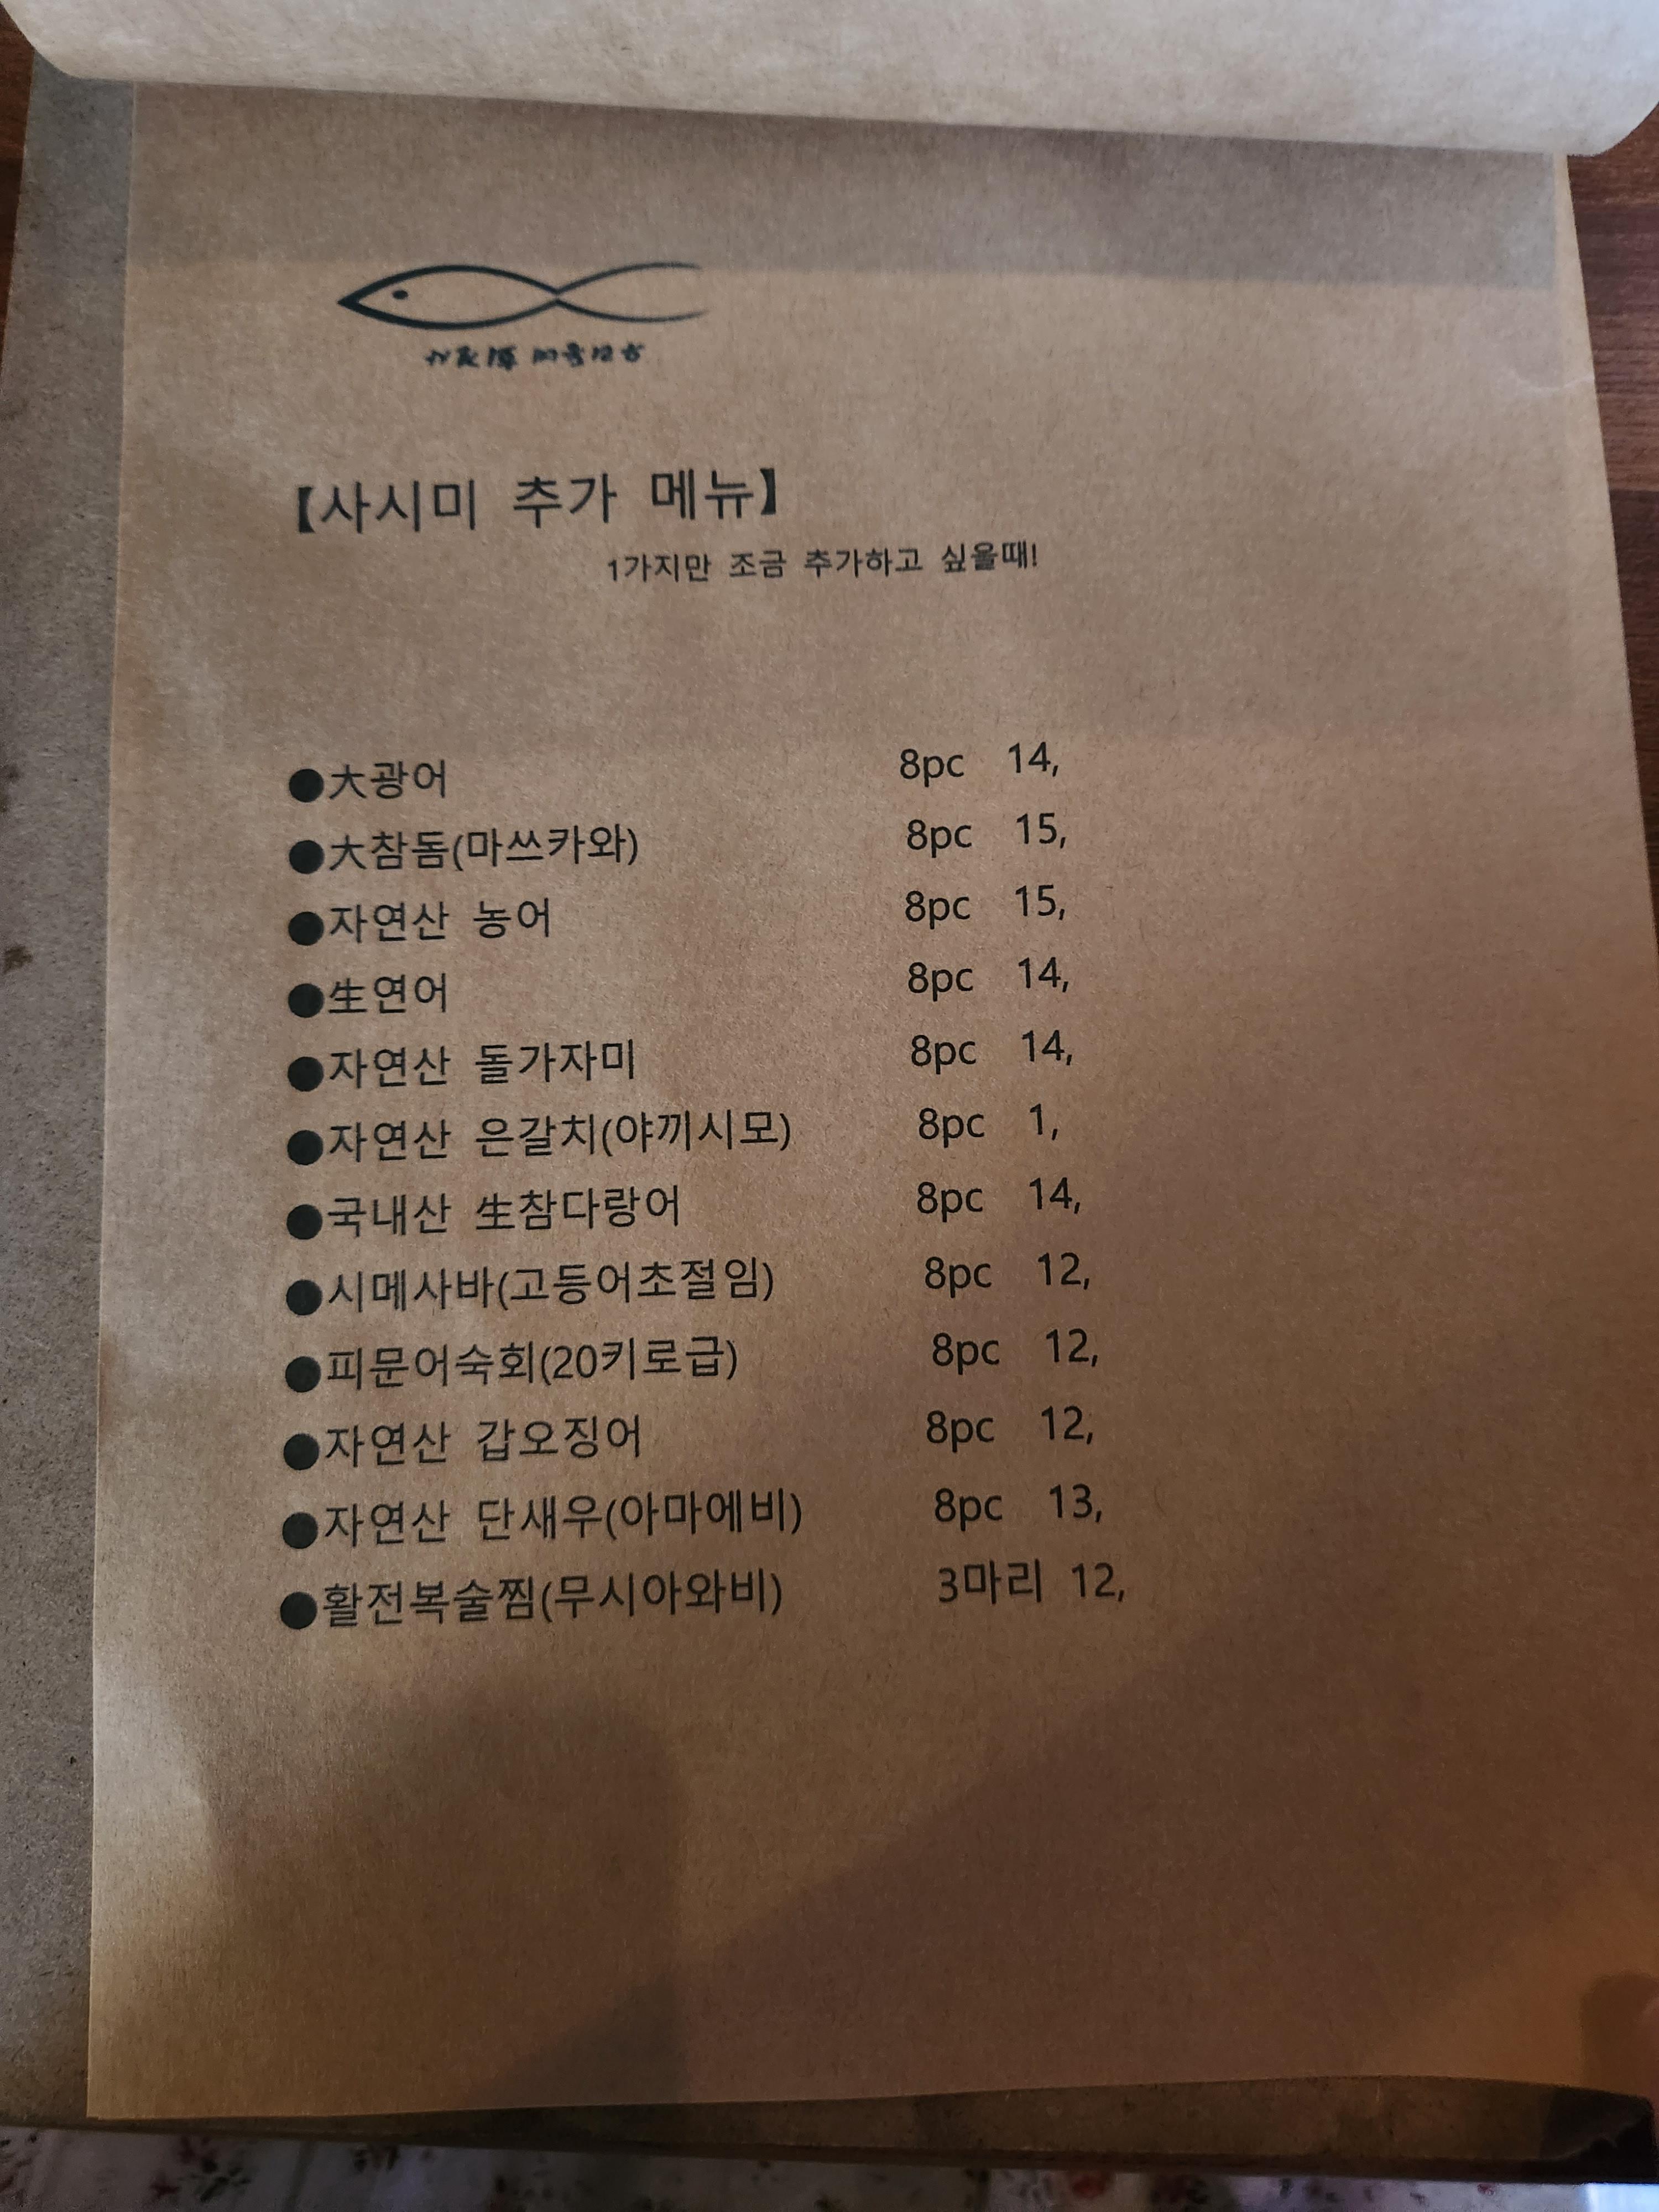 【사시미 추가 메뉴】
1가지만 조금 추가하고 싶을때!
●大광어 8pc 14,
●大참돔(마쓰카와) 8pc 15,
●자연산 농어 8pc 15,
●生연어 8pc 14,
●자연산 돌가자미 8pc 14,
●자연산 은갈치(야끼시모) 8pc 1,
●국내산 生참다랑어 8pc 14,
●시메사바(고등어초절임) 8pc 12,
●피문어숙회(20키로급) 8pc 12,
●자연산 갑오징어 8pc 12,
●자연산 단새우(아마에비) 8pc 13,
●활전복술찜(무시아와비) 3마리 12,